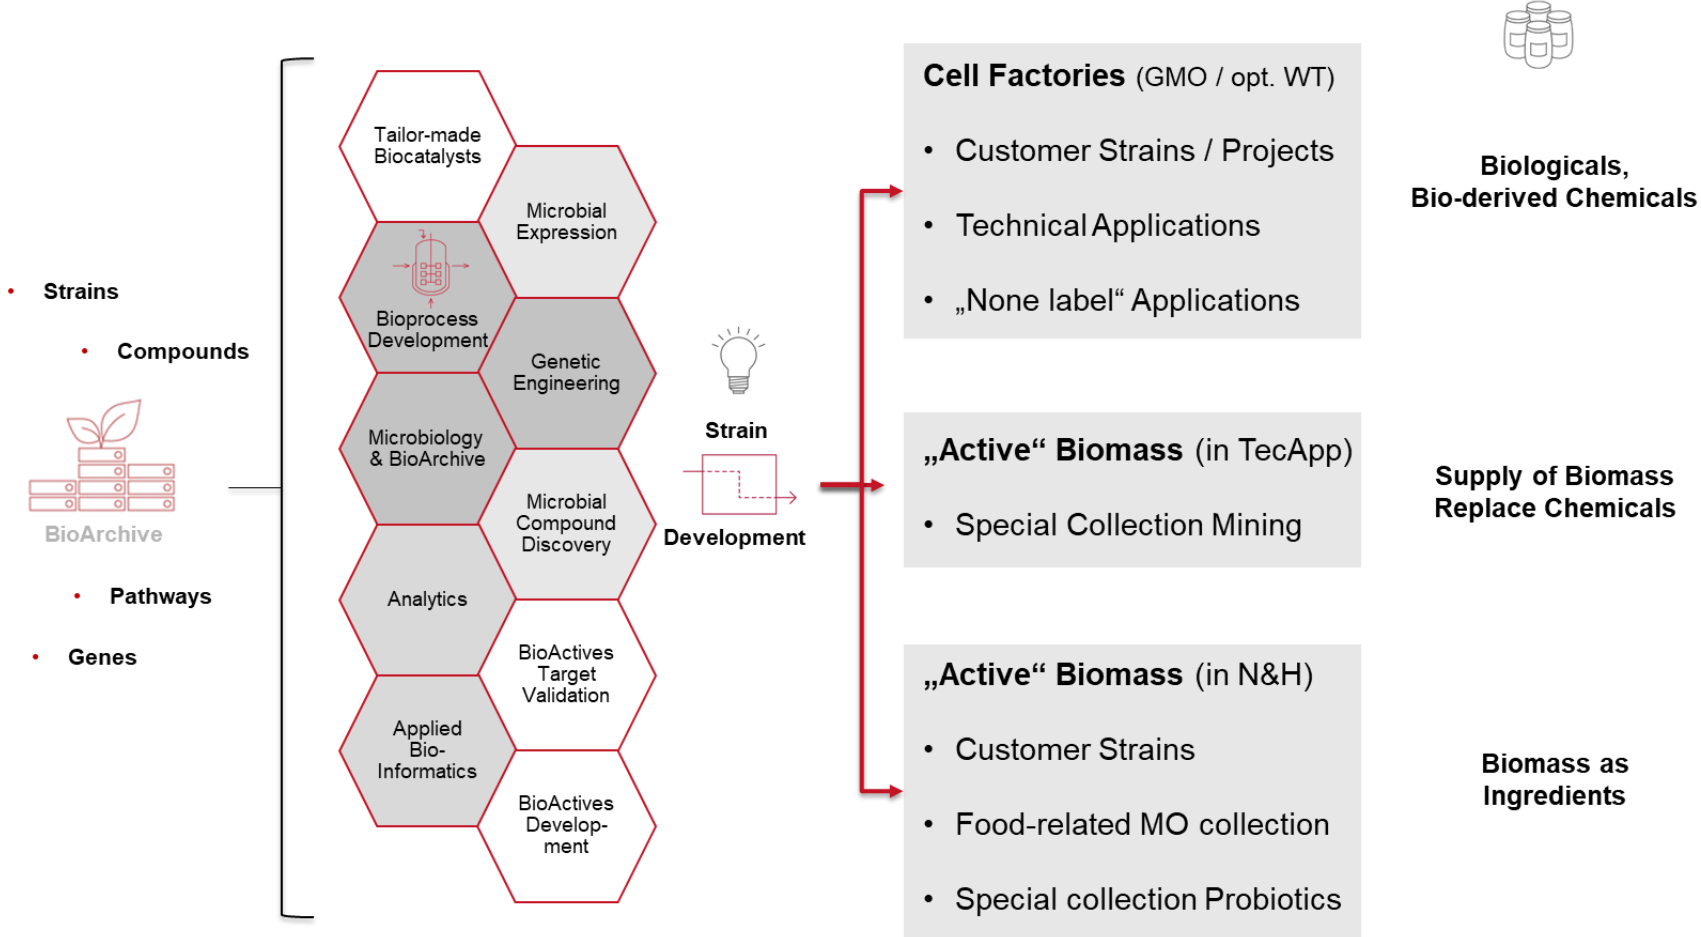 • Strains
• Compounds
BioArchive
• Pathways
• Genes
Tailor-made
Biocatalysts
Microbial
Expression
Bioprocess
Development
Genetic
Engineering
Microbiology
& BioArchive
Microbial
Compound
Discovery
Analytics
BioActives
Target
Validation
Applied
Bio-
Informatics
BioActives
Develop-
ment
Strain
Development
Cell Factories (GMO / opt. WT)
• Customer Strains / Projects
• Technical Applications
• „None label“ Applications
Biologicals,
Bio-derived Chemicals
„Active“ Biomass (in TecApp)
• Special Collection Mining
Supply of Biomass
Replace Chemicals
„Active“ Biomass (in N&H)
• Customer Strains
• Food-related MO collection
• Special collection Probiotics
Biomass as
Ingredients